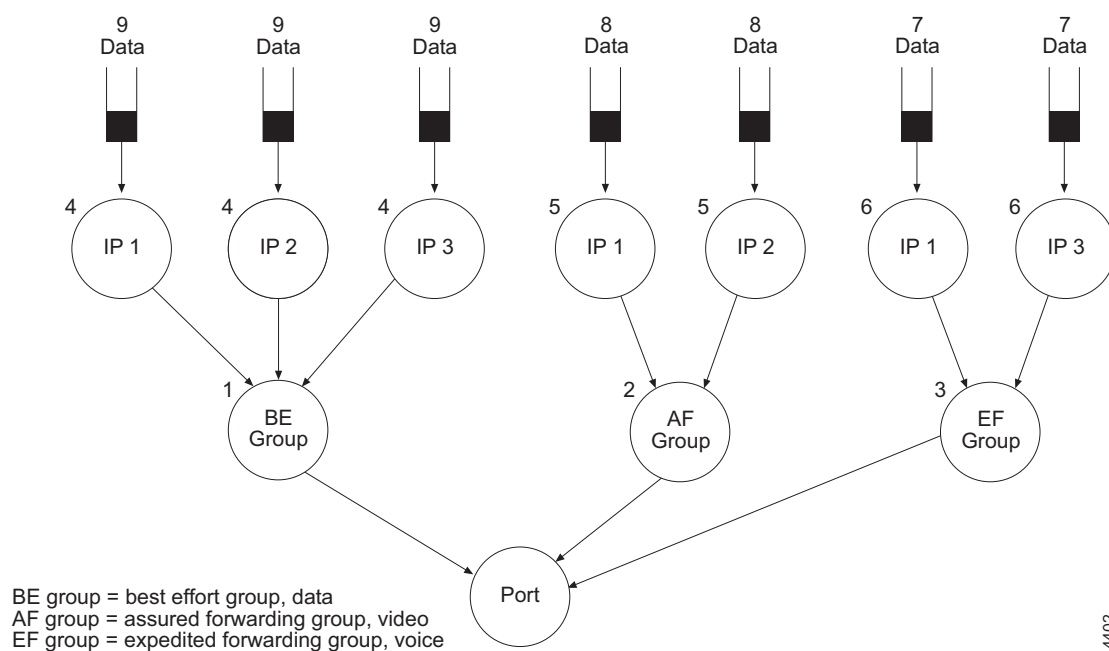 9 9 9 8 8 7 7
Data Data Data Data Data Data Data
4 4 4 5 5 6 6
IP 1 IP 2 IP 3 IP 1 IP 2 IP 1 IP 3
1 2 3
BE AF EF
Group Group Group
Port
BE group = best effort group, data
AF group = assured forwarding group, video
EF group = expedited forwarding group, voice
4402